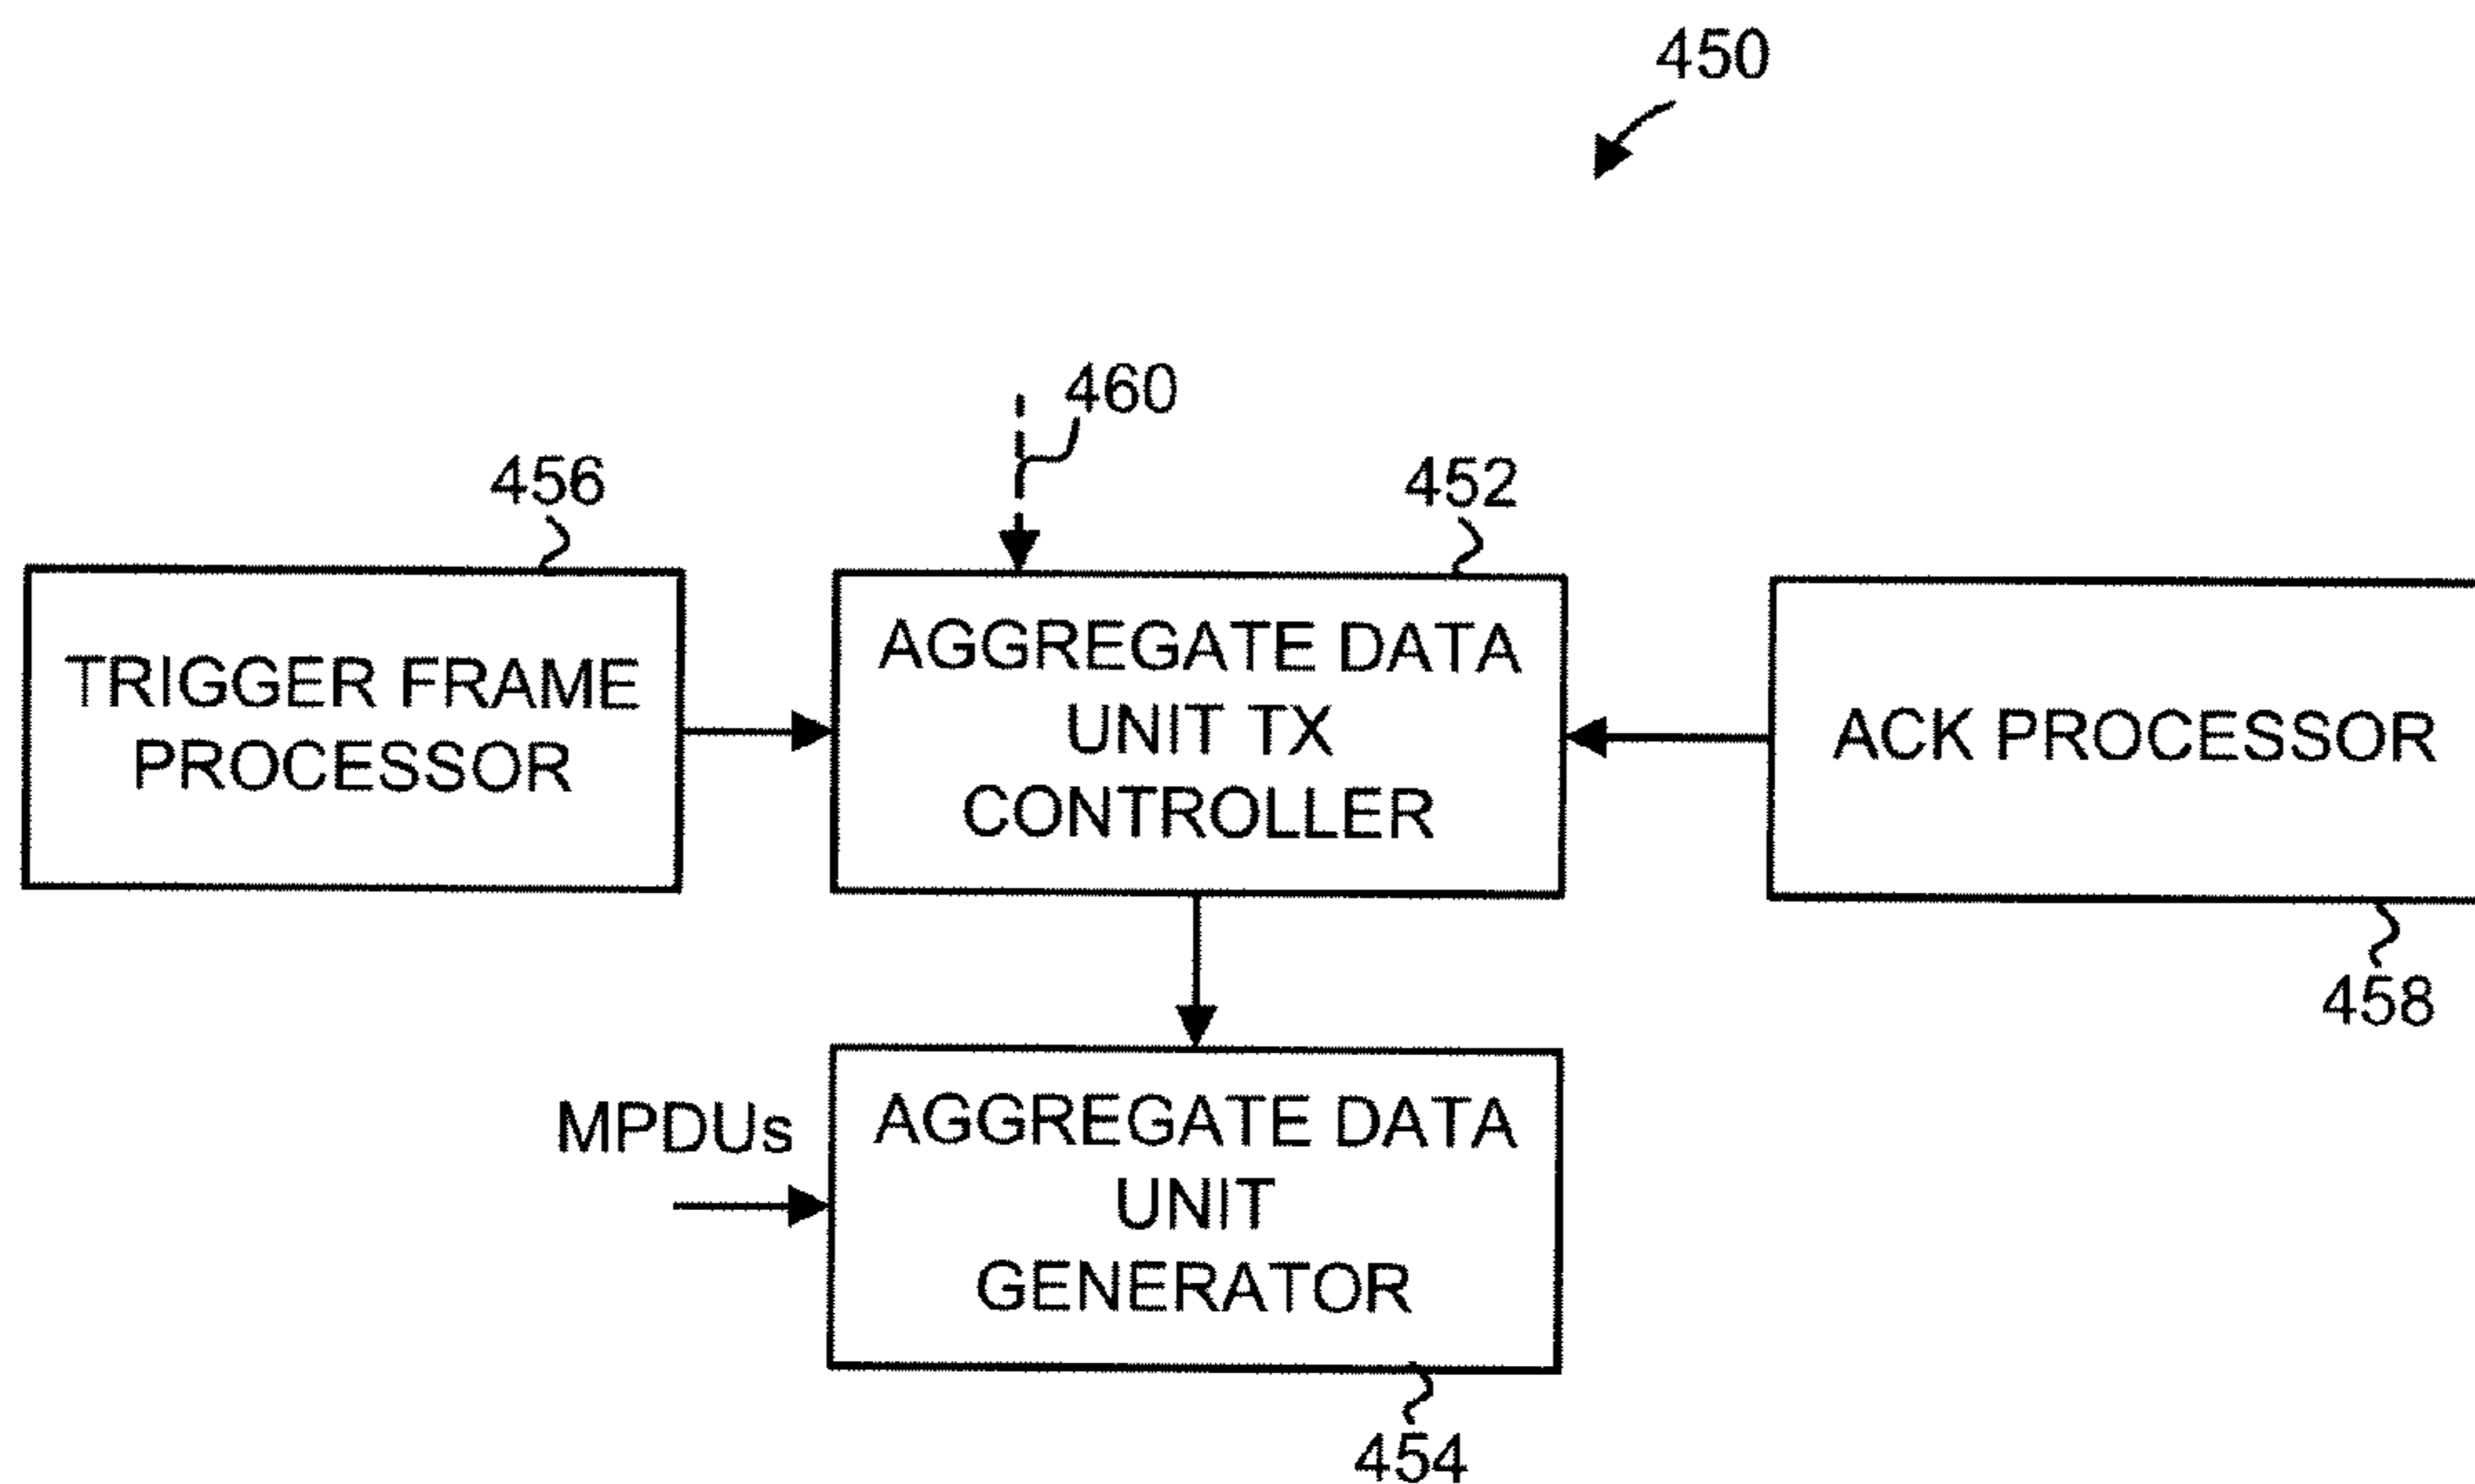 450
460
456
452
TRIGGER FRAME
PROCESSOR
AGGREGATE DATA
UNIT TX
CONTROLLER
ACK PROCESSOR
458
MPDUs
AGGREGATE DATA
UNIT
GENERATOR
454